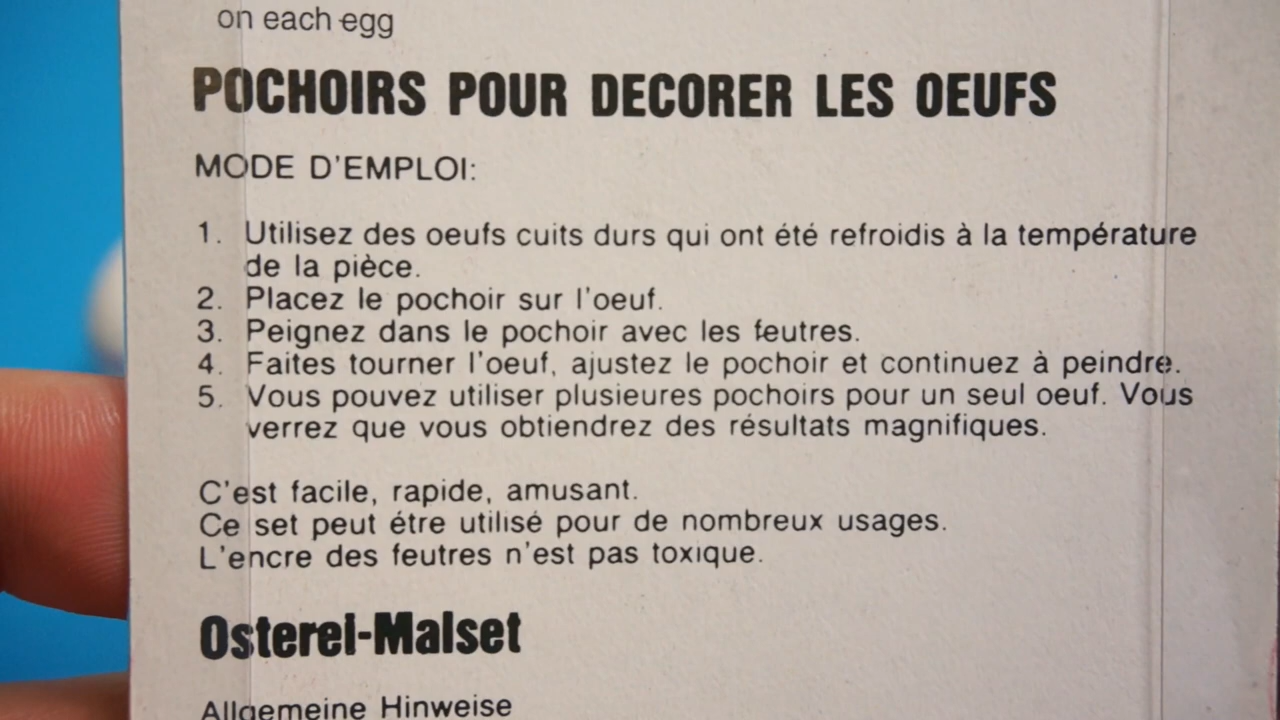 on each egg
POCHOIRS POUR DECORER LES OEUFS
MODE D'EMPLOI:
1. Utilisez des oeufs cuits durs qui ont été refroidis à la température
de la pièce.
2. Placez le pochoir sur l'oeuf.
3. Peignez dans le pochoir avec les feutres.
4. Faites tourner l'oeuf, ajustez le pochoir et continuez à peindre.
5. Vous pouvez utiliser plusieures pochoirs pour un seul oeuf. Vous
verrez que vous obtiendrez des résultats magnifiques.
C'est facile, rapide, amusant.
Ce set peut étre utilisé pour de nombreux usages.
L'encre des feutres n'est pas toxique.
Osterei-Malset
Allgemeine Hinweise